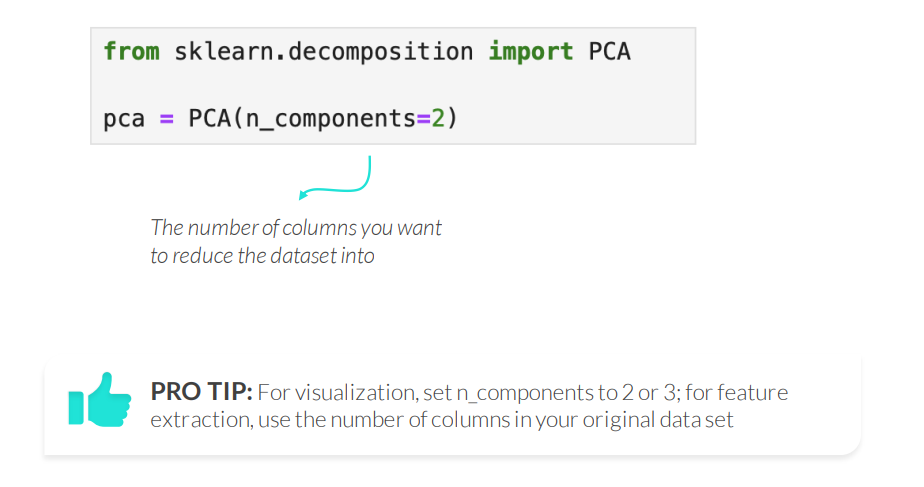 from sklearn.decomposition import PCA
pca = PCA(n_components=2)
The number of columns you want
to reduce the dataset into
PRO TIP: For visualization, set n_components to 2 or 3; for feature
extraction, use the number of columns in your original data set